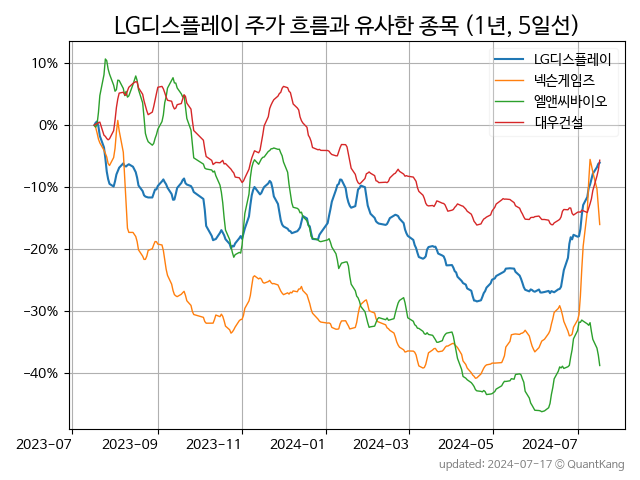 LG디스플레이 주가 흐름과 유사한 종목 (1년, 5일선)
LG디스플레이
넥슨게임즈
엘앤씨바이오
대우건설
10%
0%
−10%
−20%
−30%
−40%
2023-07
2023-09
2023-11
2024-01
2024-03
2024-05
2024-07
updated: 2024-07-17 © QuantKang